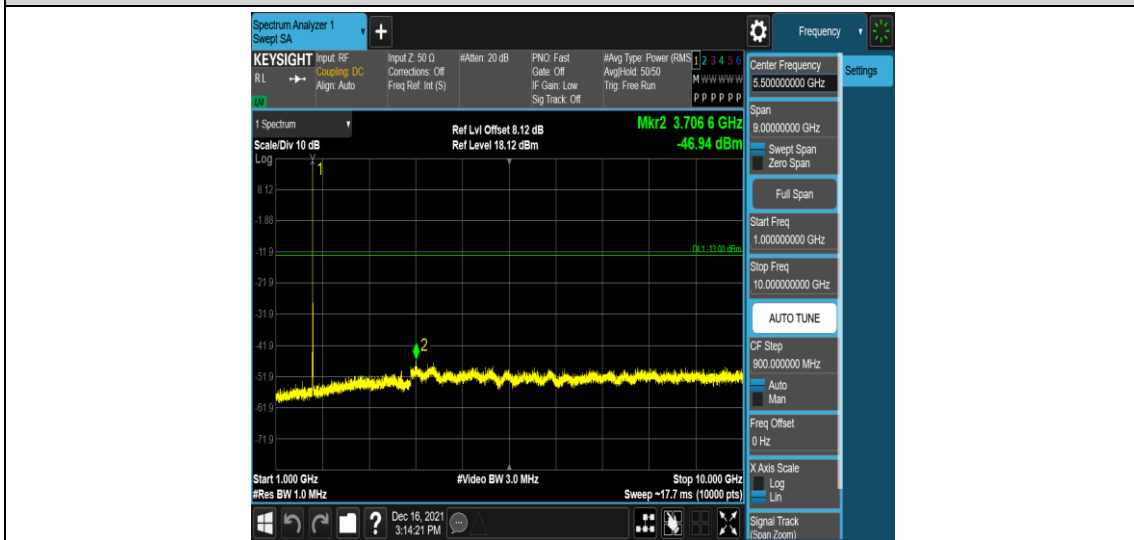 Spectrum Analyzer 1
Swept SA
Frequency
KEYSIGHT
RL
LXI
Input: RF
Coupling: DC
Align: Auto
Input Z: 50 Ω
Corrections: Off
Freq Ref: Int (S)
#Atten: 20 dB
PNO: Fast
Gate: Off
IF Gain: Low
Sig Track: Off
#Avg Type: Power (RMS
Avg|Hold: 50/50
Trig: Free Run
1 2 3 4 5 6
M W W W W W
P P P P P P
1 Spectrum
Scale/Div 10 dB
Log
Ref Lvl Offset 8.12 dB
Ref Level 18.12 dBm
Mkr2 3.706 6 GHz
-46.94 dBm
1
8.12
-1.88
-11.9
DL1 -13.00 dBm
-21.9
-31.9
-41.9
2
-51.9
-61.9
-71.9
Start 1.000 GHz
#Res BW 1.0 MHz
#Video BW 3.0 MHz
Stop 10.000 GHz
Sweep ~17.7 ms (10000 pts)
Dec 16, 2021
3:14:21 PM
Center Frequency
5.500000000 GHz
Settings
Span
9.00000000 GHz
Swept Span
Zero Span
Full Span
Start Freq
1.000000000 GHz
Stop Freq
10.000000000 GHz
AUTO TUNE
CF Step
900.000000 MHz
Auto
Man
Freq Offset
0 Hz
X Axis Scale
Log
Lin
Signal Track
(Span Zoom)